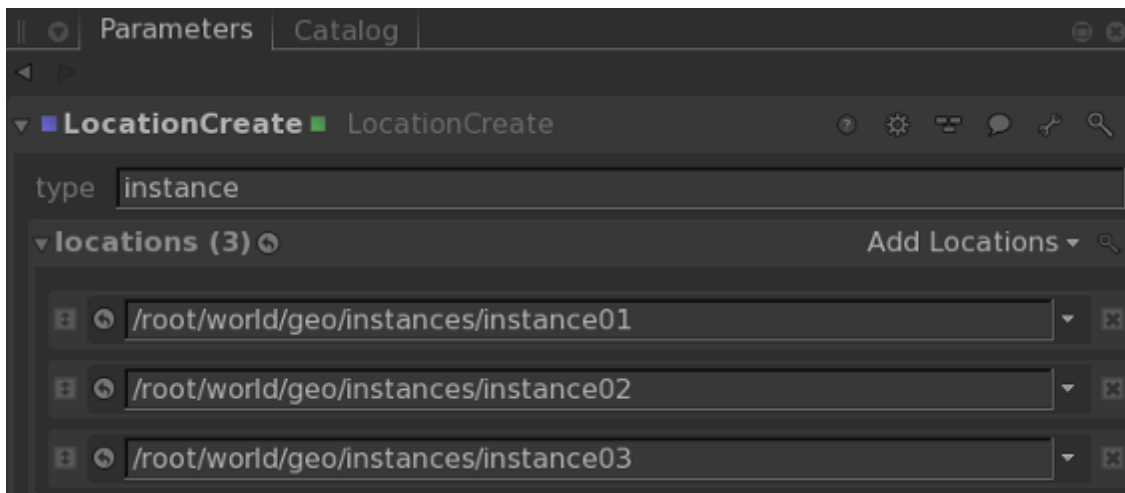 Parameters Catalog
LocationCreate LocationCreate
type instance
locations (3) Add Locations
/root/world/geo/instances/instance01
/root/world/geo/instances/instance02
/root/world/geo/instances/instance03